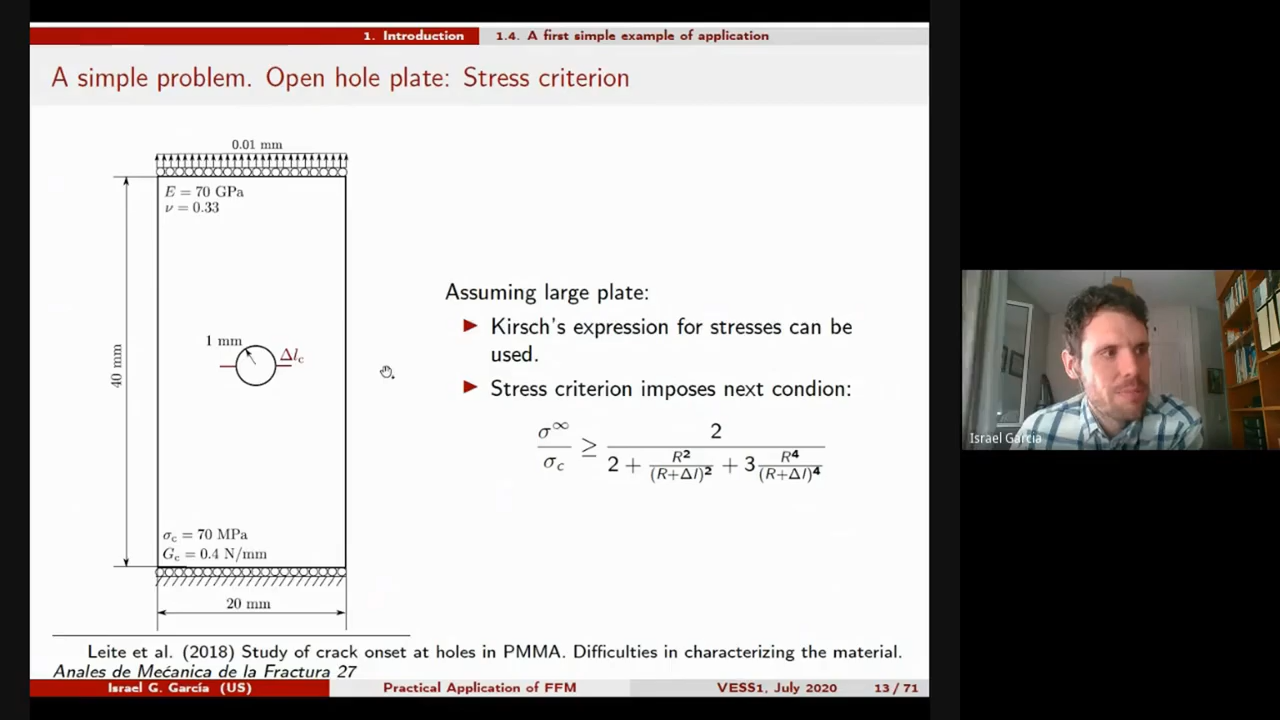 1. Introduction 1.4. A first simple example of application
A simple problem. Open hole plate: Stress criterion
0.01 mm
E = 70 GPa
ν = 0.33
1 mm
Δlc
40 mm
σc = 70 MPa
Gc = 0.4 N/mm
20 mm
Assuming large plate:
Kirsch's expression for stresses can be
used.
Stress criterion imposes next condion:
σ∞/σc ≥ 2/(2 + R²/(R+Δl)² + 3 R⁴/(R+Δl)⁴)
Leite et al. (2018) Study of crack onset at holes in PMMA. Difficulties in characterizing the material.
Anales de Mécanica de la Fractura 27
Israel G. García (US) Practical Application of FFM VESS1, July 2020 13 / 71
Israel García